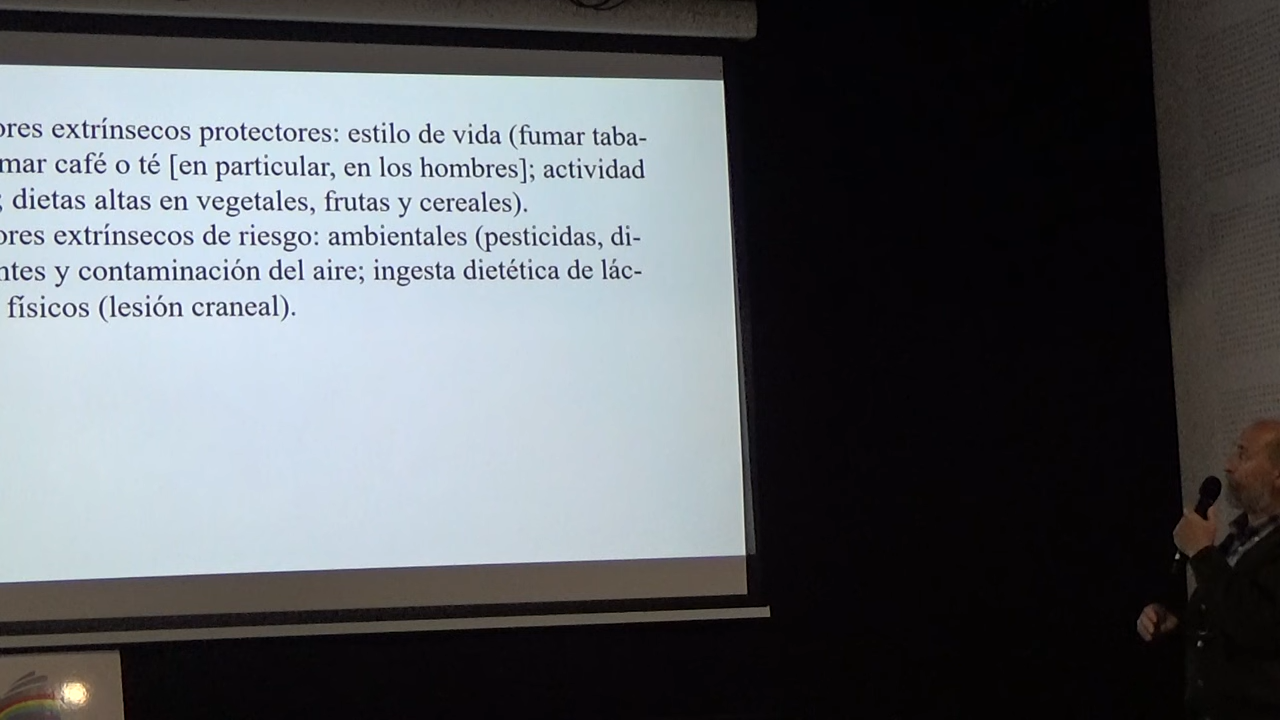 ores extrínsecos protectores: estilo de vida (fumar taba-
mar café o té [en particular, en los hombres]; actividad
; dietas altas en vegetales, frutas y cereales).
ores extrínsecos de riesgo: ambientales (pesticidas, di-
ntes y contaminación del aire; ingesta dietética de lác-
físicos (lesión craneal).